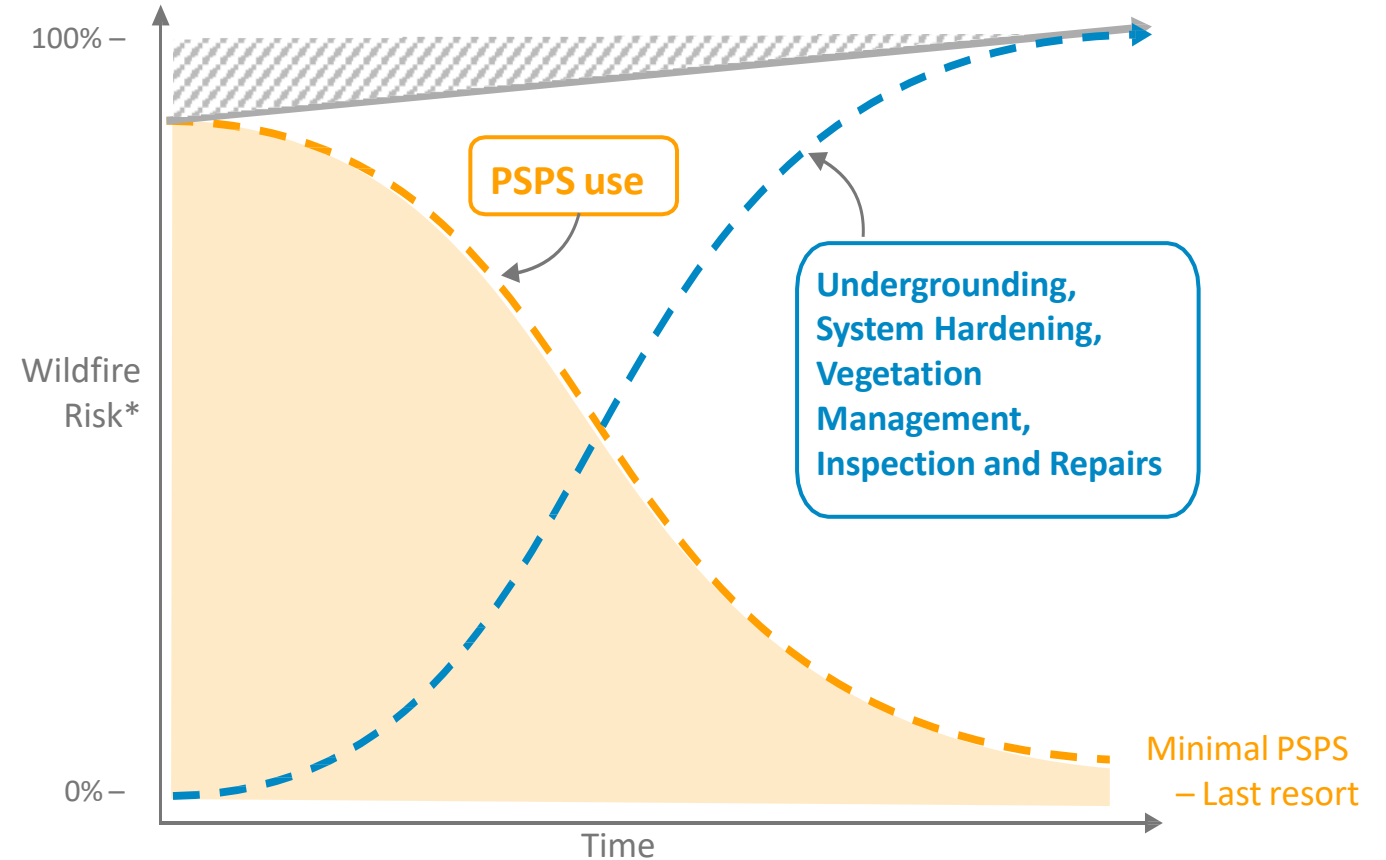 100% –
PSPS use
Undergrounding,
System Hardening,
Vegetation
Management,
Inspection and Repairs
Wildfire
Risk*
Minimal PSPS
– Last resort
0% –
Time